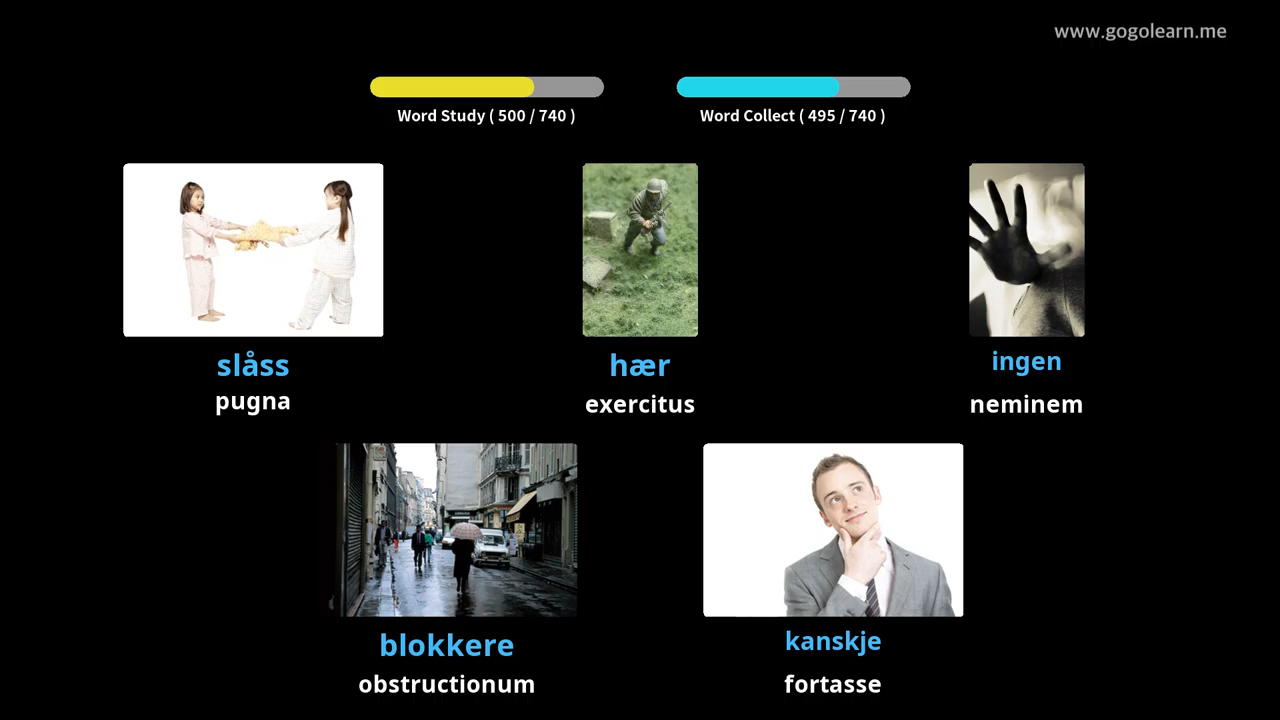 www.gogolearn.me
Word Study ( 500 / 740 )
Word Collect ( 495 / 740 )
slåss
pugna
hær
exercitus
ingen
neminem
blokkere
obstructionum
kanskje
fortasse